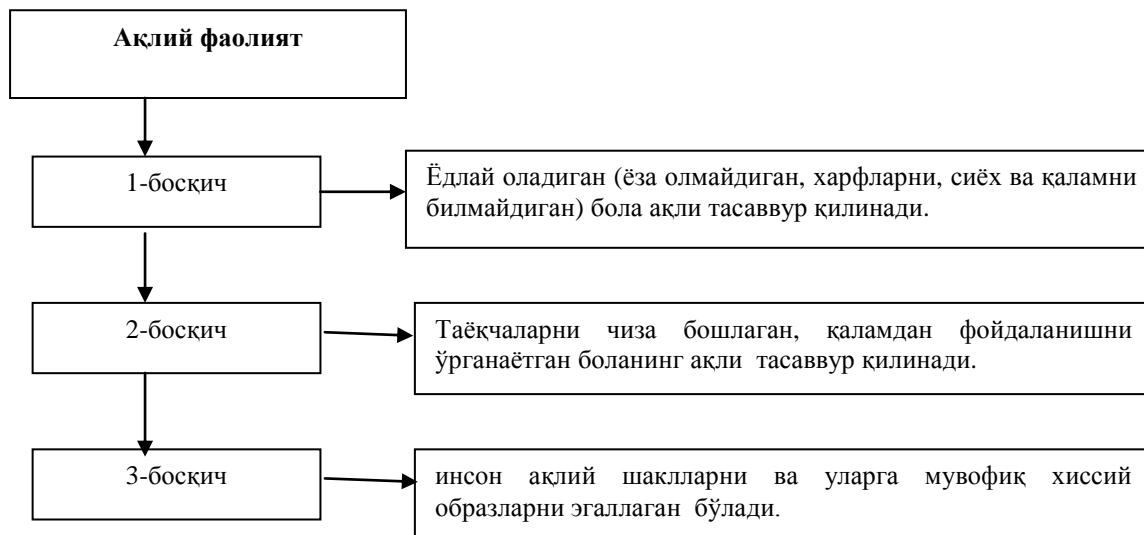 Ақлий фаолият
1-босқич
Ёдлай оладиган (ёза олмайдиган, харфларни, сиёх ва қаламни
билмайдиган) бола ақли тасаввур қилинади.
2-босқич
Таёқчаларни чиза бошлаган, қаламдан фойдаланишни
ўрганаётган боланинг ақли тасаввур қилинади.
3-босқич
инсон ақлий шаклларни ва уларга мувофиқ хиссий
образларни эгаллаган бўлади.